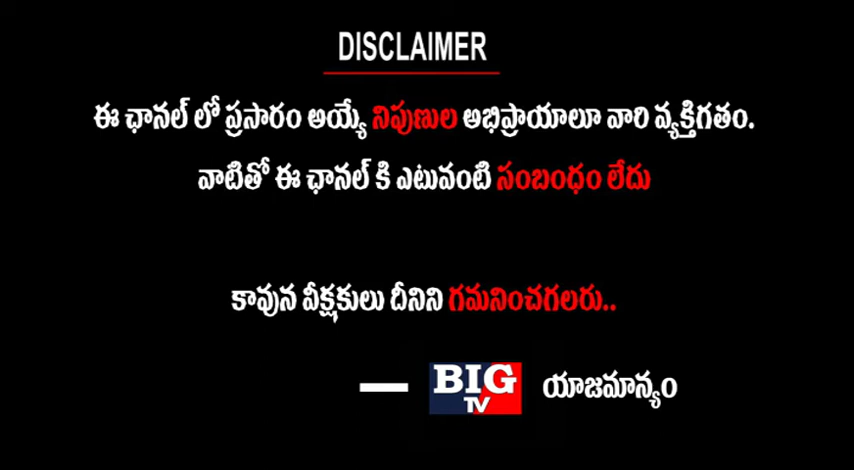 DISCLAIMER
ఈ ఛానల్ లో ప్రసారం అయ్యే నిపుణుల అభిప్రాయాలూ వారి వ్యక్తిగతం.
వాటితో ఈ ఛానల్ కి ఎటువంటి సంబంధం లేదు
కావున వీక్షకులు దీనిని గమనించగలరు..
— BIG TV యాజమాన్యం